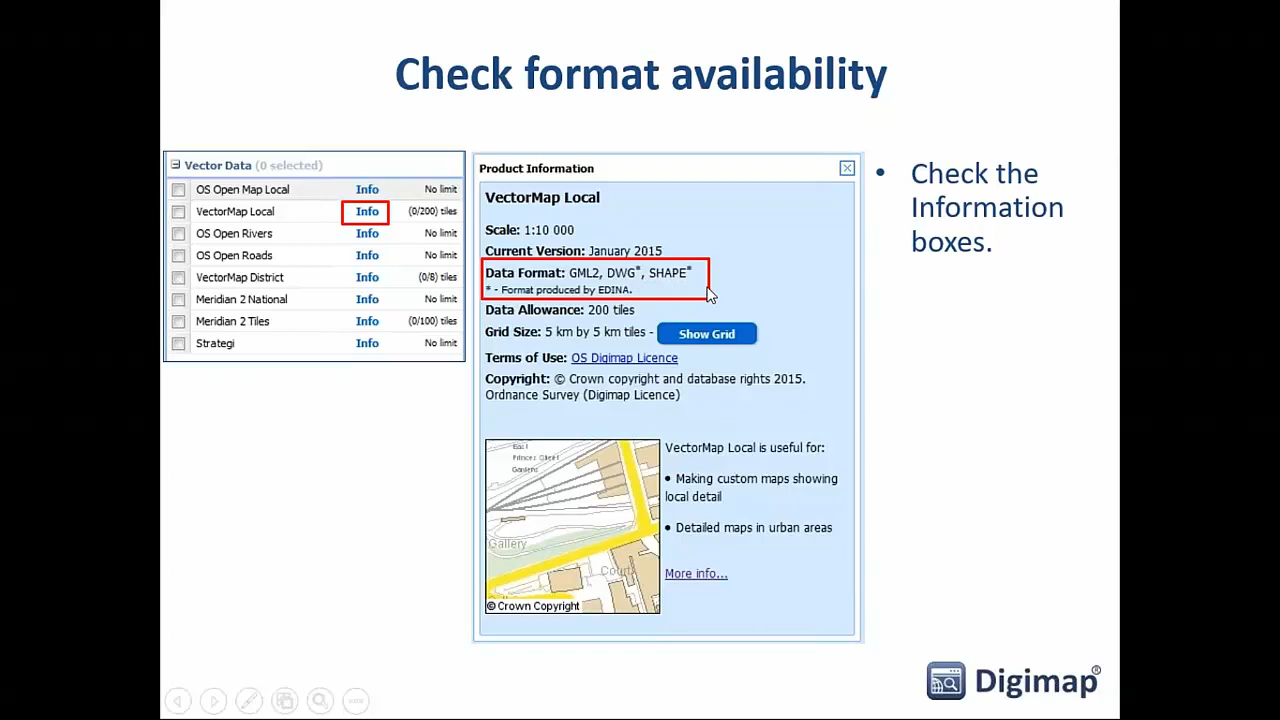 Check format availability
Vector Data (0 selected)
OS Open Map Local Info No limit
VectorMap Local Info (0/200) tiles
OS Open Rivers Info No limit
OS Open Roads Info No limit
VectorMap District Info (0/8) tiles
Meridian 2 National Info No limit
Meridian 2 Tiles Info (0/100) tiles
Strategi Info No limit
Product Information
VectorMap Local
Scale: 1:10 000
Current Version: January 2015
Data Format: GML2, DWG*, SHAPE*
* - Format produced by EDINA.
Data Allowance: 200 tiles
Grid Size: 5 km by 5 km tiles - Show Grid
Terms of Use: OS Digimap Licence
Copyright: © Crown copyright and database rights 2015.
Ordnance Survey (Digimap Licence)
East
Princes Street
Gardens
Gallery
© Crown Copyright
VectorMap Local is useful for:
• Making custom maps showing
local detail
• Detailed maps in urban areas
More info...
• Check the
Information
boxes.
Digimap®